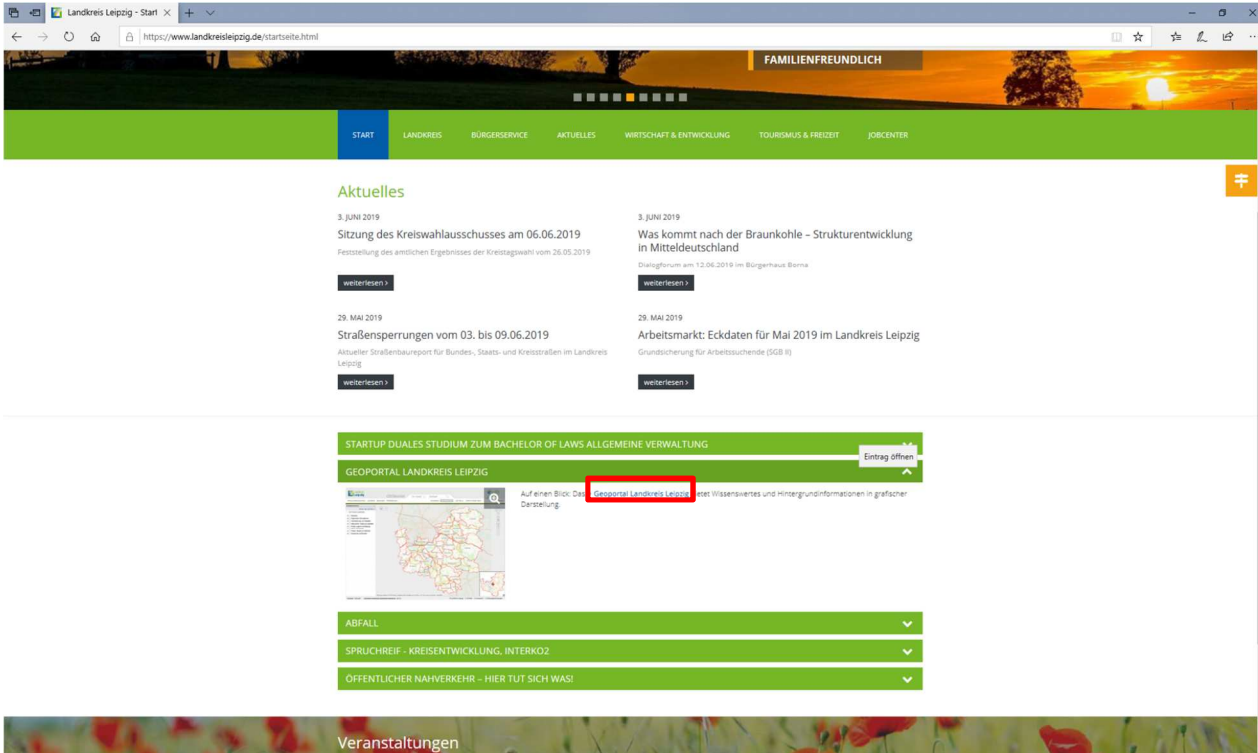 Landkreis Leipzig - Start
https://www.landkreisleipzig.de/startseite.html
FAMILIENFREUNDLICH
START LANDKREIS BÜRGERSERVICE AKTUELLES WIRTSCHAFT & ENTWICKLUNG TOURISMUS & FREIZEIT JOBCENTER
Aktuelles
3. JUNI 2019
Sitzung des Kreiswahlausschusses am 06.06.2019
Feststellung des amtlichen Ergebnisses der Kreistagswahl vom 26.05.2019
weiterlesen >
3. JUNI 2019
Was kommt nach der Braunkohle – Strukturentwicklung
in Mitteldeutschland
Dialogforum am 12.06.2019 im Bürgerhaus Borna
weiterlesen >
29. MAI 2019
Straßensperrungen vom 03. bis 09.06.2019
Aktueller Straßenbaureport für Bundes-, Staats- und Kreisstraßen im Landkreis
Leipzig
weiterlesen >
29. MAI 2019
Arbeitsmarkt: Eckdaten für Mai 2019 im Landkreis Leipzig
Grundsicherung für Arbeitssuchende (SGB II)
weiterlesen >
STARTUP DUALES STUDIUM ZUM BACHELOR OF LAWS ALLGEMEINE VERWALTUNG
Eintrag öffnen
GEOPORTAL LANDKREIS LEIPZIG
Auf einen Blick: Das Geoportal Landkreis Leipzig ietet Wissenswertes und Hintergrundinformationen in grafischer
Darstellung.
ABFALL
SPRUCHREIF - KREISENTWICKLUNG, INTERKO2
ÖFFENTLICHER NAHVERKEHR – HIER TUT SICH WAS!
Veranstaltungen